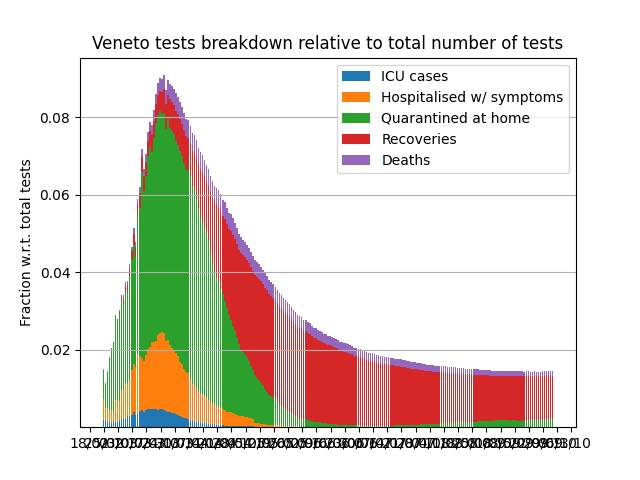 Veneto tests breakdown relative to total number of tests
ICU cases
Hospitalised w/ symptoms
Quarantined at home
Recoveries
Deaths
Fraction w.r.t. total tests
0.08
0.06
0.04
0.02